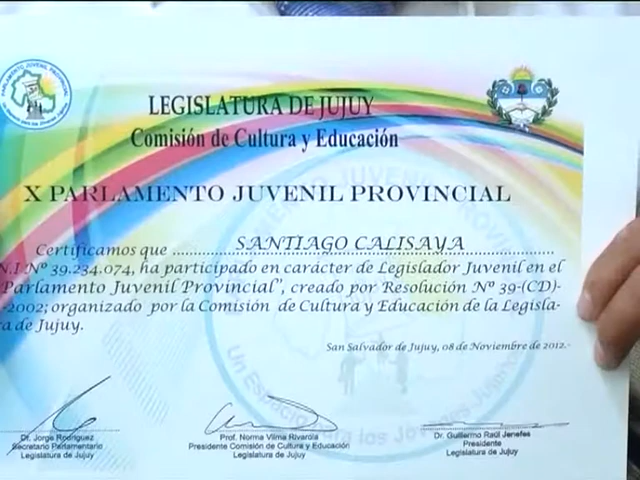 LEGISLATURA DE JUJUY
Comisión de Cultura y Educación
X PARLAMENTO JUVENIL PROVINCIAL
Certificamos que SANTIAGO CALISAYA
N.I Nº 39.234.074, ha participado en carácter de Legislador Juvenil en el
Parlamento Juvenil Provincial", creado por Resolución Nº 39-(CD)-
-2002; organizado por la Comisión de Cultura y Educación de la Legisla-
ra de Jujuy.
San Salvador de Jujuy, 08 de Noviembre de 2012.-
Dr. Jorge Rodriguez
Secretario Parlamentario
Legislatura de Jujuy
Prof. Norma Vilma Rivarola
Presidente Comisión de Cultura y Educación
Legislatura de Jujuy
Dr. Guillermo Raúl Jenefes
Presidente
Legislatura de Jujuy